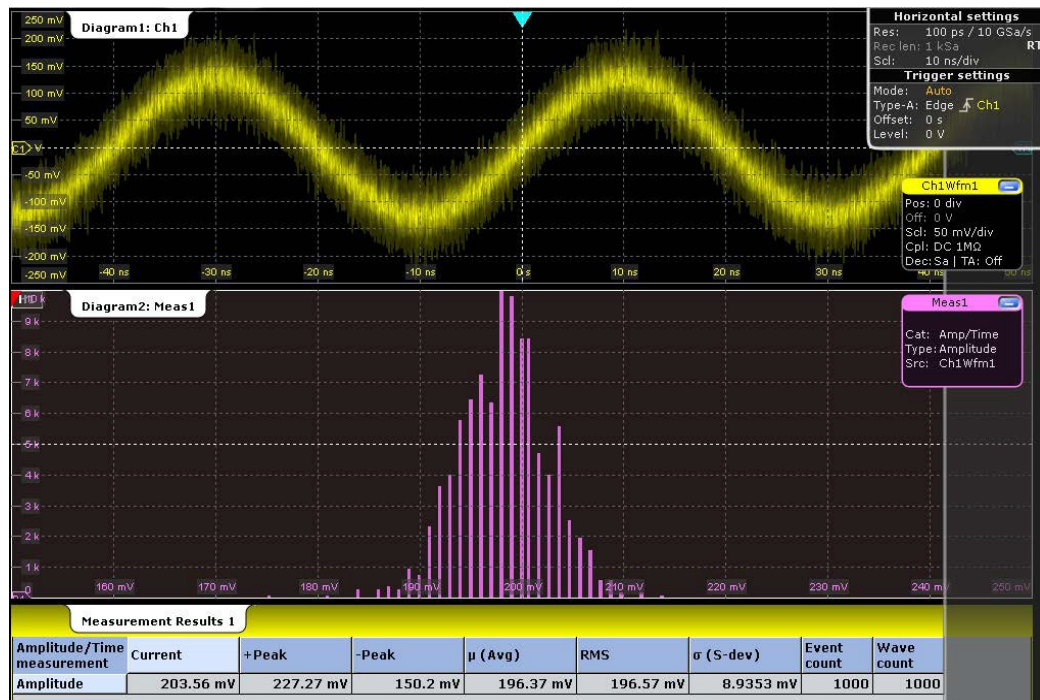 250 mV
Diagram1: Ch1
200 mV
150 mV
100 mV
50 mV
C1 V
-50 mV
-100 mV
-150 mV
-200 mV
-250 mV
-40 ns -30 ns -20 ns -10 ns 0 s 10 ns 20 ns 30 ns 40 ns 50 ns
Horizontal settings
Res: 100 ps / 10 GSa/s
Rec len: 1 kSa RT
Scl: 10 ns/div
Trigger settings
Mode: Auto
Type-A: Edge Ch1
Offset: 0 s
Level: 0 V
Ch1Wfm1
Pos: 0 div
Off: 0 V
Scl: 50 mV/div
Cpl: DC 1MΩ
Dec: Sa | TA: Off
10 k
Diagram2: Meas1
9 k
8 k
7 k
6 k
5 k
4 k
3 k
2 k
1 k
0
160 mV 170 mV 180 mV 190 mV 200 mV 210 mV 220 mV 230 mV 240 mV 250 mV
Meas1
Cat: Amp/Time
Type: Amplitude
Src: Ch1Wfm1
Measurement Results 1
Amplitude/Time measurement Current +Peak -Peak μ (Avg) RMS σ (S-dev) Event count Wave count
Amplitude 203.56 mV 227.27 mV 150.2 mV 196.37 mV 196.57 mV 8.9353 mV 1000 1000